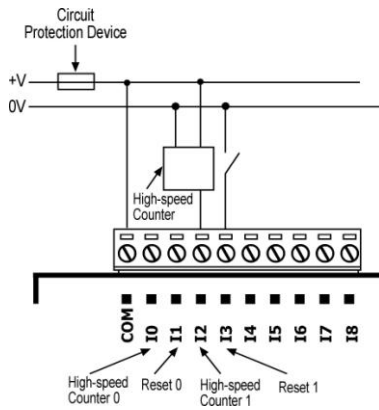 Circuit
Protection Device
+V
0V
High-speed
Counter
COM
I0
I1
I2
I3
I4
I5
I6
I7
I8
High-speed
Counter 0
Reset 0
High-speed
Counter 1
Reset 1